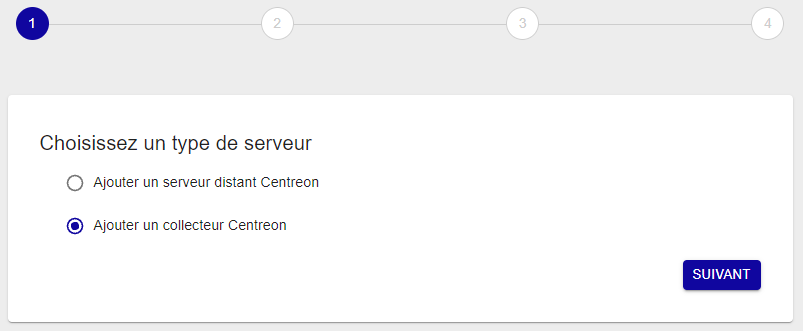 1 2 3 4
Choisissez un type de serveur
Ajouter un serveur distant Centreon
Ajouter un collecteur Centreon
SUIVANT